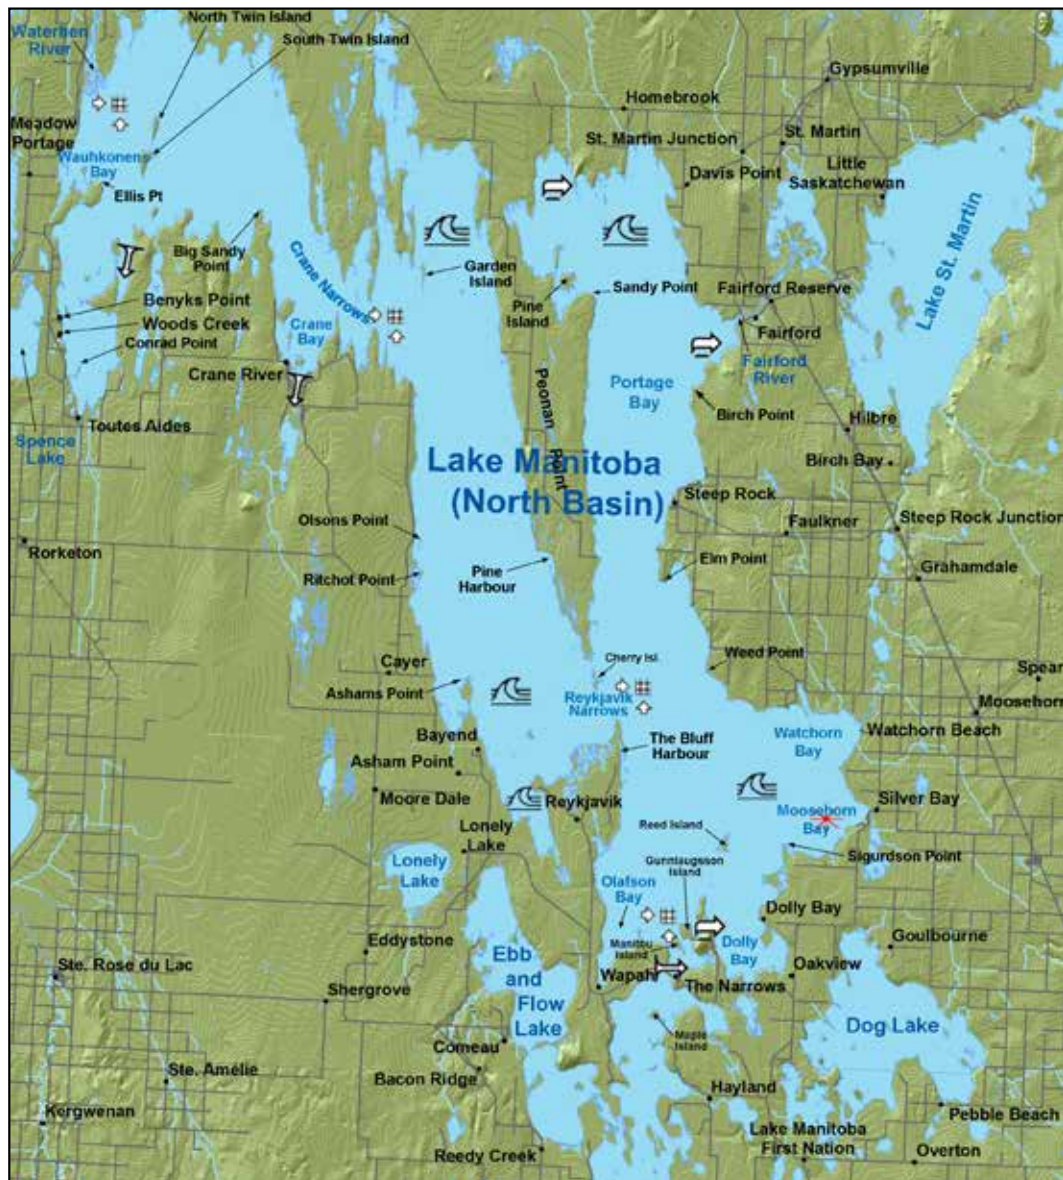 North Twin Island
Waterhen
River
South Twin Island
Gypsumville
Homebrook
Meadow
Portage
St. Martin Junction
St. Martin
Wauhkonen
Bay
Davis Point
Little
Saskatchewan
Ellis Pt
Lake St. Martin
Big Sandy
Point
Crane Narrows
Garden
Island
Pine
Island
Sandy Point
Fairford Reserve
Benyks Point
Woods Creek
Conrad Point
Crane
Bay
Fairford
Fairford
River
Crane River
Peonan Point
Portage
Bay
Birch Point
Toutes Aides
Hilbre
Spence
Lake
Lake Manitoba
(North Basin)
Birch Bay
Steep Rock
Olsons Point
Faulkner
Steep Rock Junction
Rorketon
Ritchot Point
Pine
Harbour
Elm Point
Grahamdale
Cayer
Cherry Isl.
Weed Point
Spear
Ashams Point
Reykjavik
Narrows
Moosehorn
Bayend
The Bluff
Harbour
Watchorn
Bay
Watchorn Beach
Asham Point
Moore Dale
Reykjavik
Moosehorn
Bay
Silver Bay
Lonely
Lake
Reed Island
Sigurdson Point
Lonely
Lake
Gunnlaugsson
Island
Olafson
Bay
Dolly Bay
Eddystone
Ebb
and
Flow
Lake
Manitou
Island
Dolly
Bay
Goulbourne
Ste. Rose du Lac
Wapah
The Narrows
Oakview
Shergrove
Dog Lake
Comeau
Maple
Island
Ste. Amélie
Bacon Ridge
Hayland
Kergwenan
Pebble Beach
Lake Manitoba
First Nation
Reedy Creek
Overton